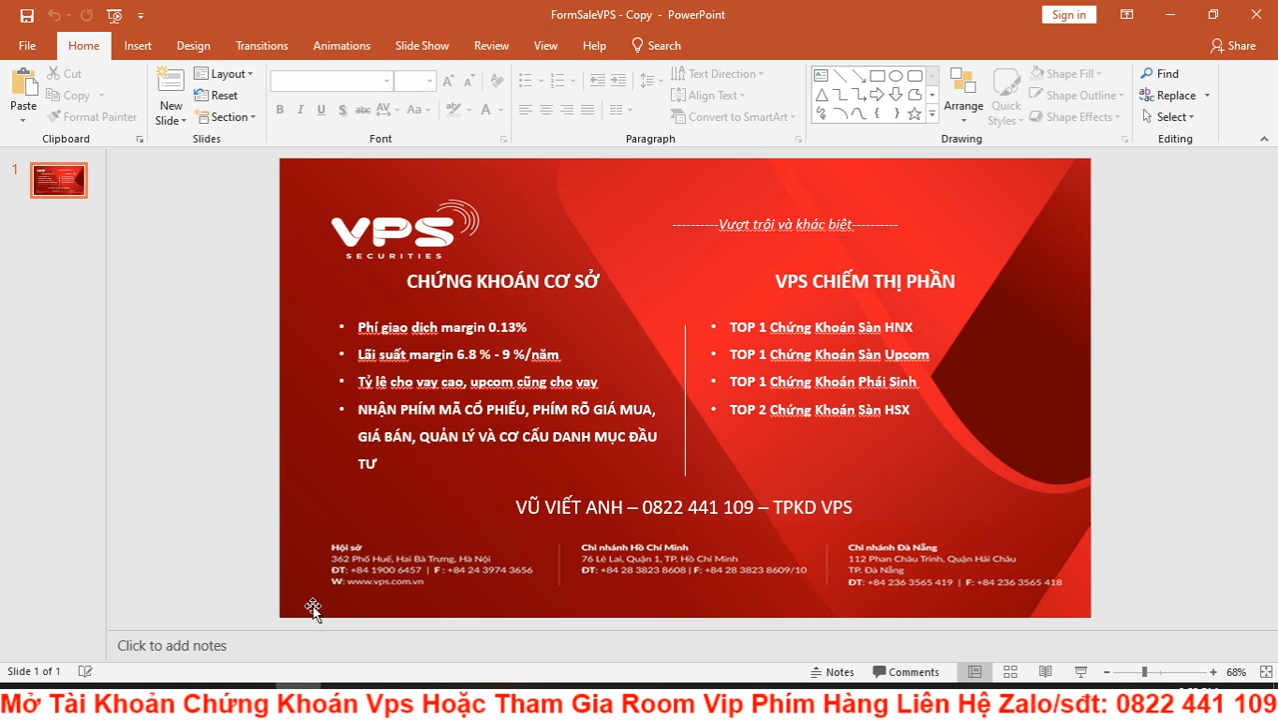 FormSaleVPS - Copy - PowerPoint
Sign in
File Home Insert Design Transitions Animations Slide Show Review View Help Search Share
Paste
Cut
Copy
Format Painter
Clipboard
New Slide
Layout
Reset
Section
Slides
B I U S abc AV Aa
Font
Text Direction
Align Text
Convert to SmartArt
Paragraph
Arrange
Quick Styles
Shape Fill
Shape Outline
Shape Effects
Drawing
Find
Replace
Select
Editing
1
VPS
SECURITIES
----------Vượt trội và khác biệt----------
CHỨNG KHOÁN CƠ SỞ
• Phí giao dịch margin 0.13%
• Lãi suất margin 6.8 % - 9 %/năm
• Tỷ lệ cho vay cao, upcom cũng cho vay
• NHẬN PHÍM MÃ CỔ PHIẾU, PHÍM RÕ GIÁ MUA,
GIÁ BÁN, QUẢN LÝ VÀ CƠ CẤU DANH MỤC ĐẦU
TƯ
VPS CHIẾM THỊ PHẦN
• TOP 1 Chứng Khoán Sàn HNX
• TOP 1 Chứng Khoán Sàn Upcom
• TOP 1 Chứng Khoán Phái Sinh
• TOP 2 Chứng Khoán Sàn HSX
VŨ VIẾT ANH – 0822 441 109 – TPKD VPS
Hội sở
362 Phố Huế, Hai Bà Trưng, Hà Nội
ĐT: +84 1900 6457 | F: +84 24 3974 3656
W: www.vps.com.vn
Chi nhánh Hồ Chí Minh
76 Lê Lai, Quận 1, TP. Hồ Chí Minh
ĐT: +84 28 3823 8608 | F: +84 28 3823 8609/10
Chi nhánh Đà Nẵng
112 Phan Châu Trinh, Quận Hải Châu
TP. Đà Nẵng
ĐT: +84 236 3565 419 | F: +84 236 3565 418
Click to add notes
Slide 1 of 1
Notes
Comments
68%
Mở Tài Khoản Chứng Khoán Vps Hoặc Tham Gia Room Vip Phím Hàng Liên Hệ Zalo/sđt: 0822 441 109